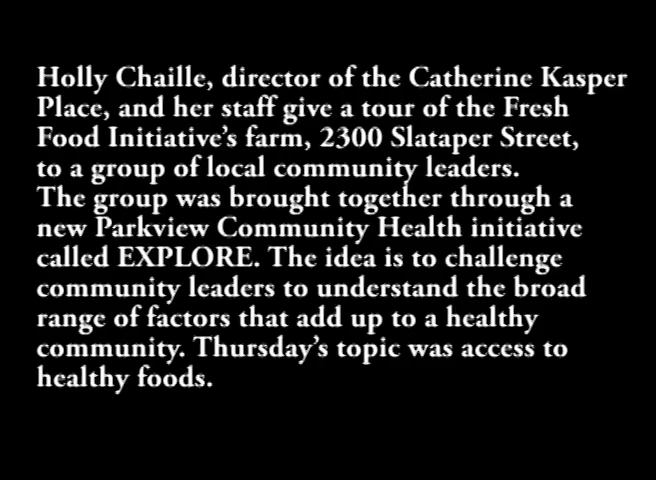 Holly Chaille, director of the Catherine Kasper
Place, and her staff give a tour of the Fresh
Food Initiative's farm, 2300 Slataper Street,
to a group of local community leaders.
The group was brought together through a
new Parkview Community Health initiative
called EXPLORE. The idea is to challenge
community leaders to understand the broad
range of factors that add up to a healthy
community. Thursday's topic was access to
healthy foods.